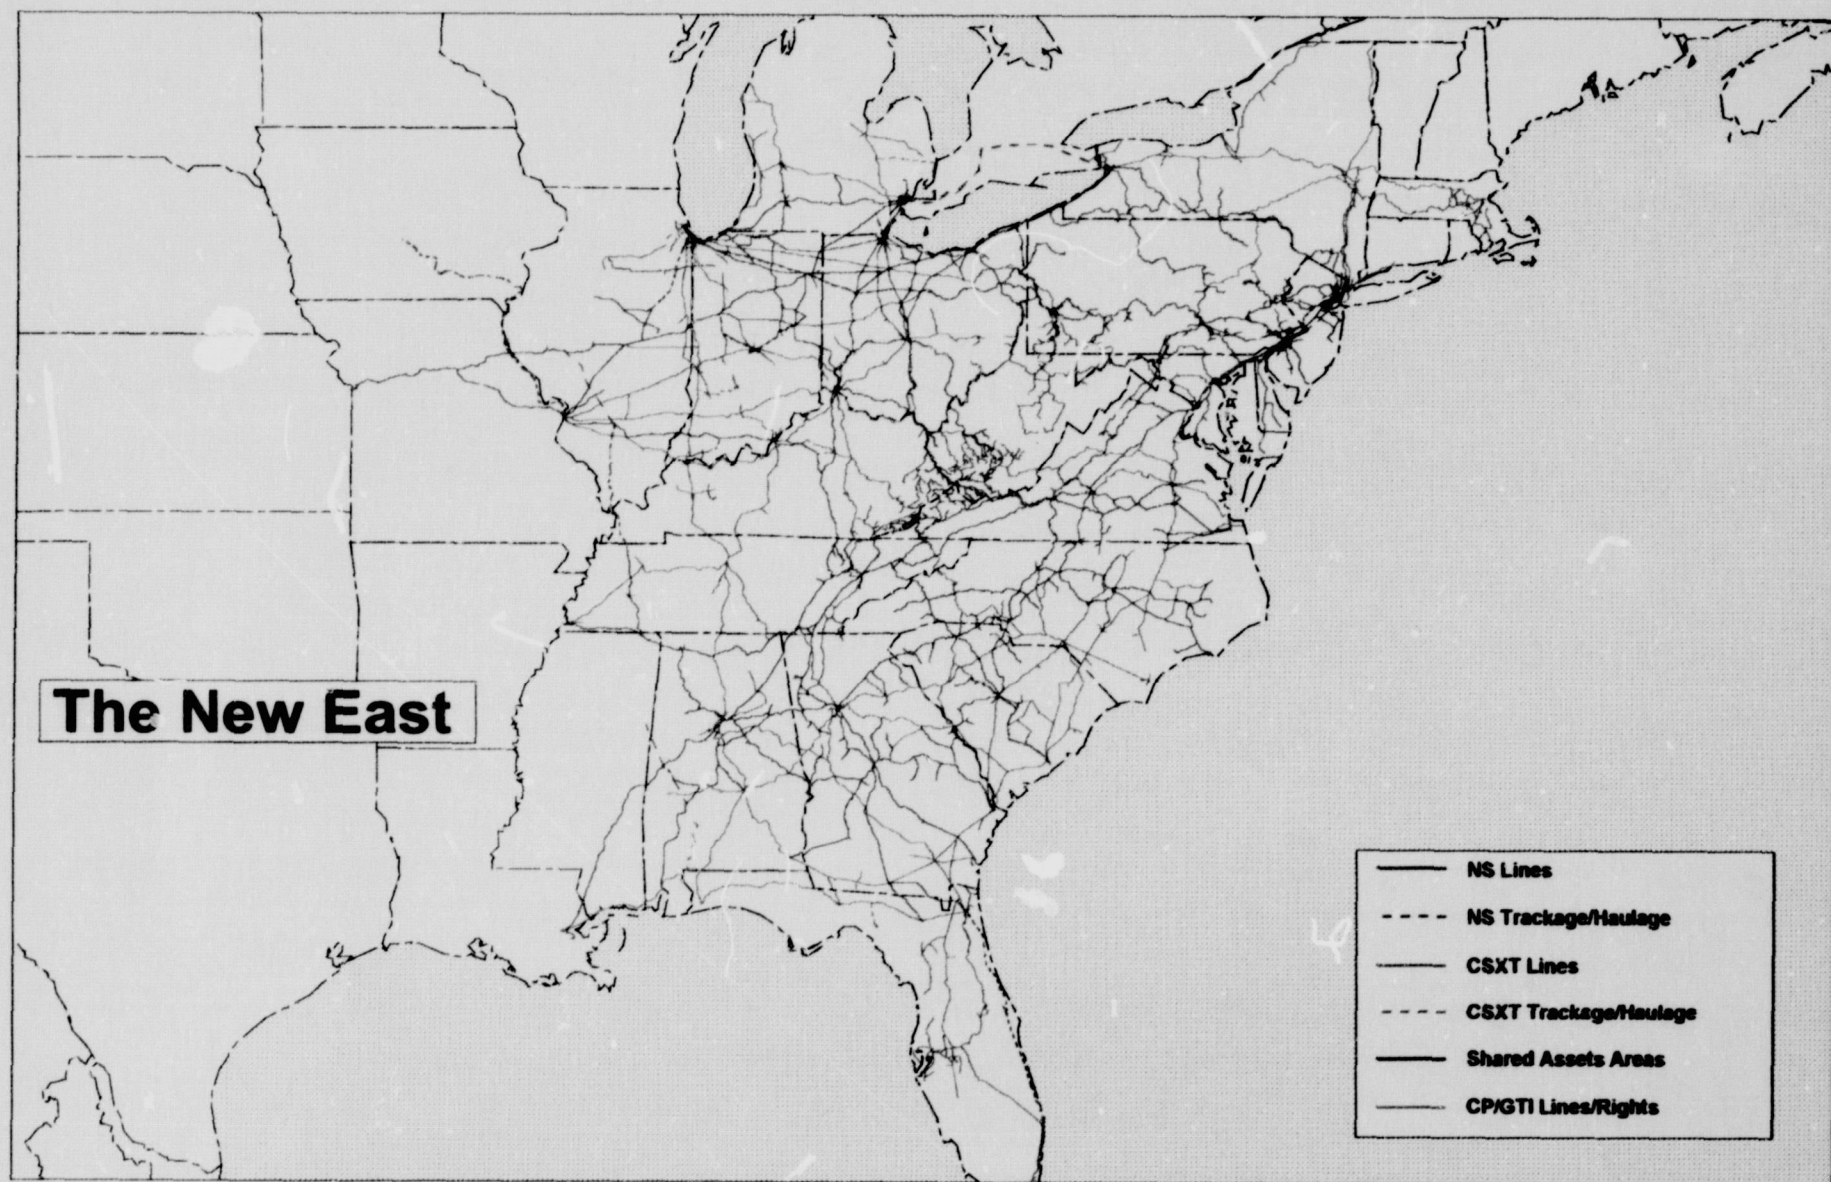 The New East
NS Lines
NS Trackage/Haulage
CSXT Lines
CSXT Trackage/Haulage
Shared Assets Areas
CP/GTI Lines/Rights